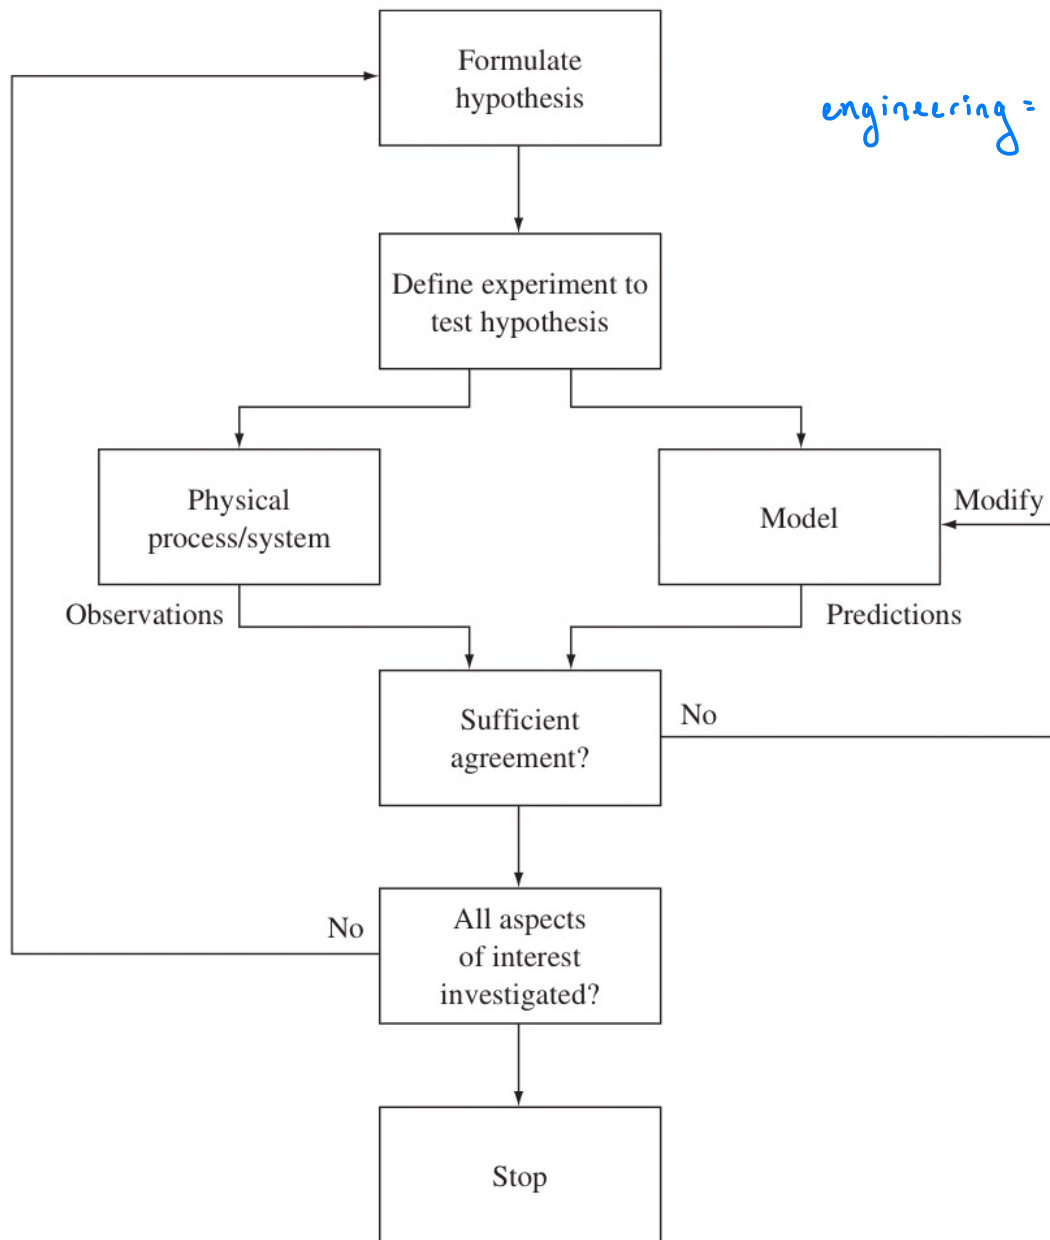 Formulate
hypothesis
engineering =
Define experiment to
test hypothesis
Physical
process/system
Model
Modify
Observations
Predictions
Sufficient
agreement?
No
All aspects
of interest
investigated?
No
Stop